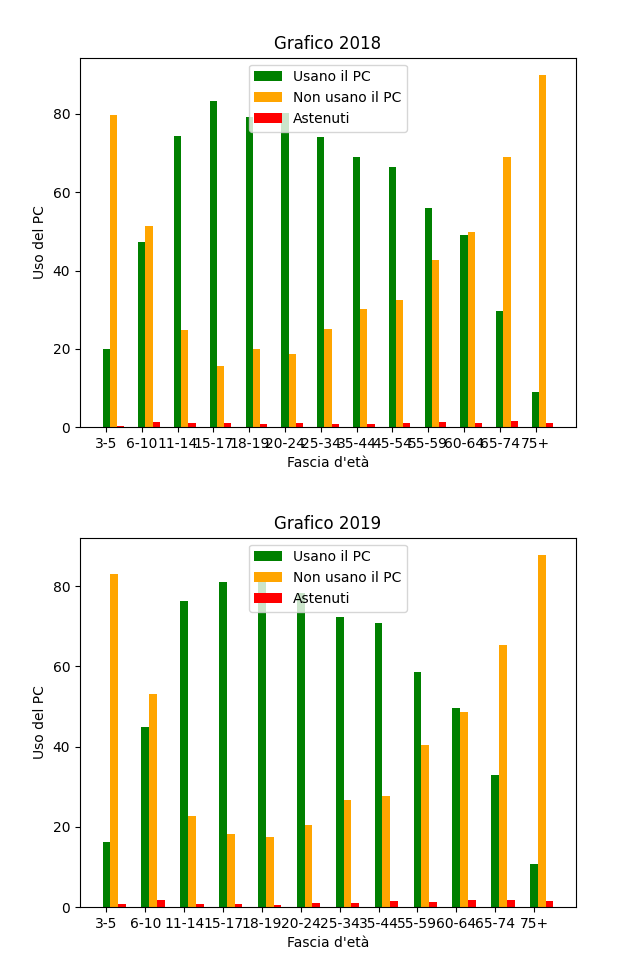 Grafico 2018
Usano il PC
Non usano il PC
Astenuti
Uso del PC
80
60
40
20
0
3-5 6-10 11-14 15-17 18-19 20-24 25-34 35-44 45-54 55-59 60-64 65-74 75+
Fascia d'età
Grafico 2019
Usano il PC
Non usano il PC
Astenuti
Uso del PC
80
60
40
20
0
3-5 6-10 11-14 15-17 18-19 20-24 25-34 35-44 55-59 60-64 65-74 75+
Fascia d'età